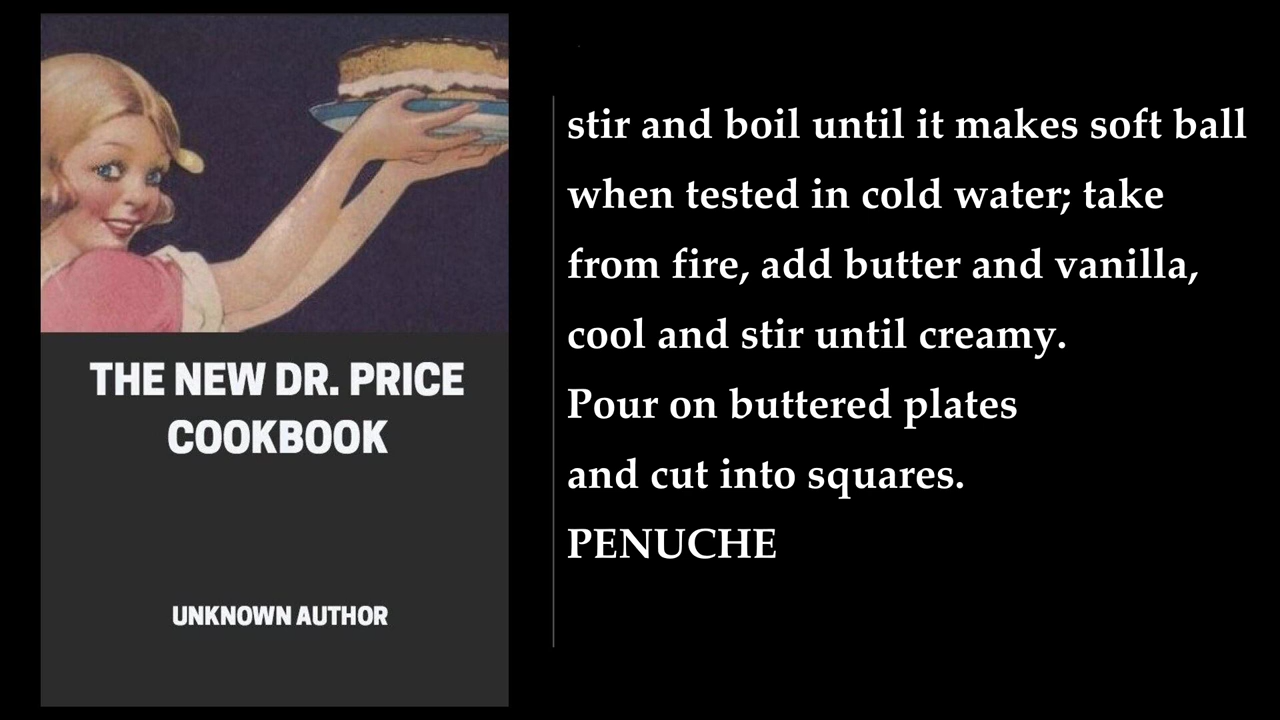 THE NEW DR. PRICE
COOKBOOK
UNKNOWN AUTHOR
stir and boil until it makes soft ball
when tested in cold water; take
from fire, add butter and vanilla,
cool and stir until creamy.
Pour on buttered plates
and cut into squares.
PENUCHE